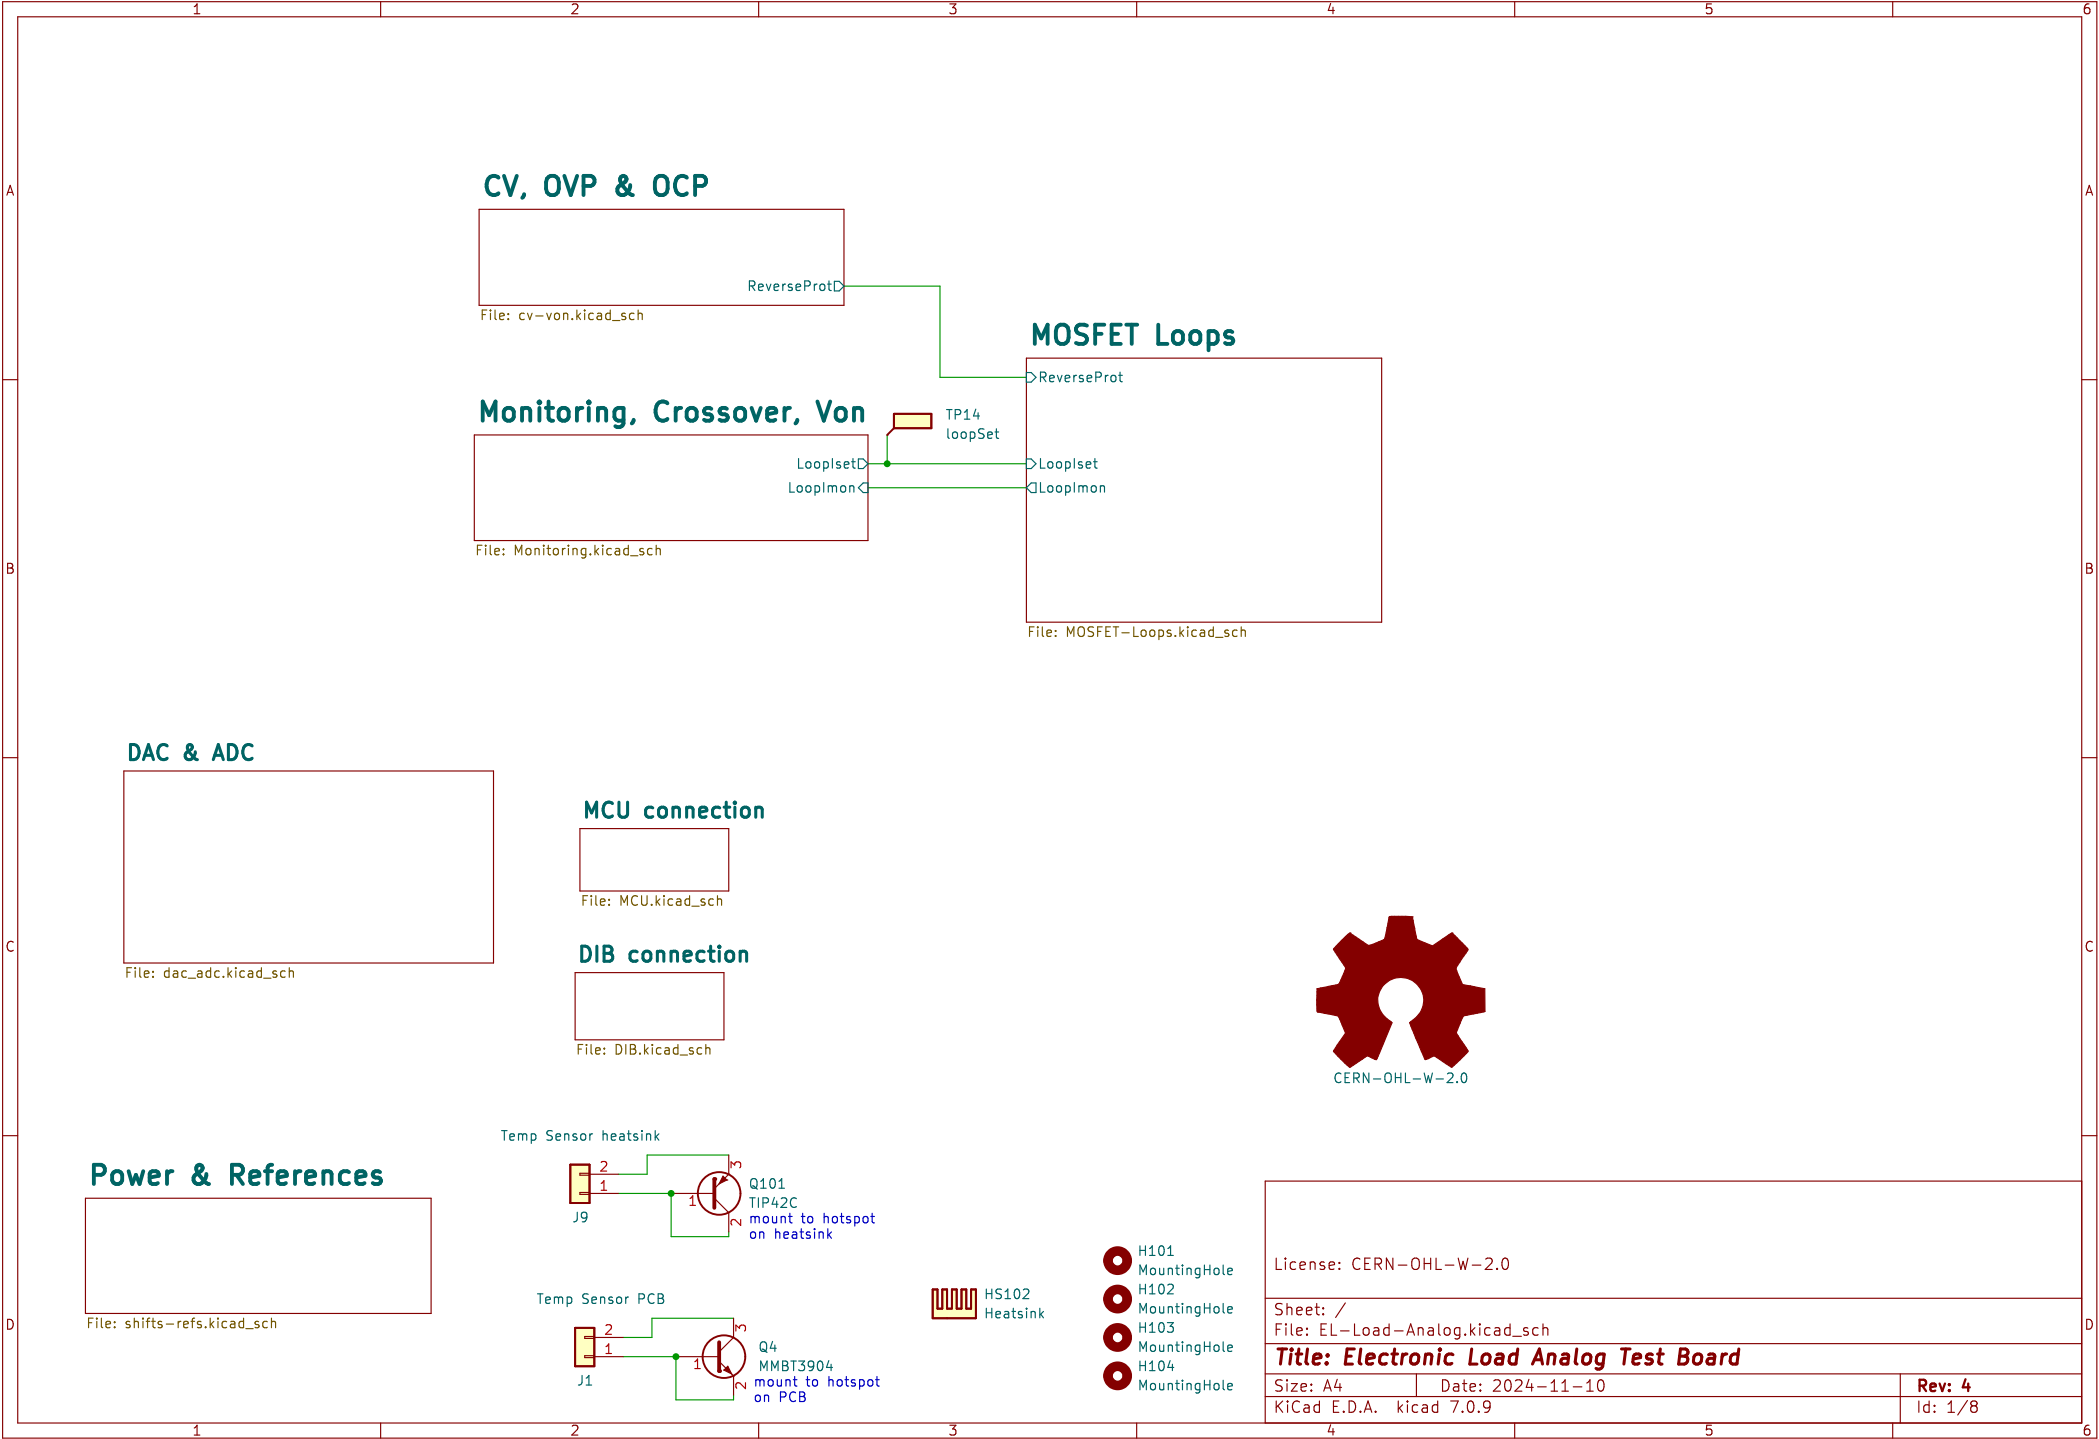 1 2 3 4 5 6
A A
CV, OVP & OCP
ReverseProt
File: cv-von.kicad_sch
MOSFET Loops
ReverseProt
LoopIset
LoopImon
File: MOSFET-Loops.kicad_sch
Monitoring, Crossover, Von
LoopIset
LoopImon
File: Monitoring.kicad_sch
TP14
loopSet
B B
DAC & ADC
File: dac_adc.kicad_sch
MCU connection
File: MCU.kicad_sch
C C
DIB connection
File: DIB.kicad_sch
CERN-OHL-W-2.0
Power & References
File: shifts-refs.kicad_sch
Temp Sensor heatsink
2
1
J9
3
1
2
Q101
TIP42C
mount to hotspot
on heatsink
Temp Sensor PCB
2
1
J1
3
1
2
Q4
MMBT3904
mount to hotspot
on PCB
HS102
Heatsink
H101
MountingHole
H102
MountingHole
H103
MountingHole
H104
MountingHole
D D
License: CERN-OHL-W-2.0
Sheet: /
File: EL-Load-Analog.kicad_sch
Title: Electronic Load Analog Test Board
Size: A4 Date: 2024-11-10 Rev: 4
KiCad E.D.A. kicad 7.0.9 Id: 1/8
1 2 3 4 5 6